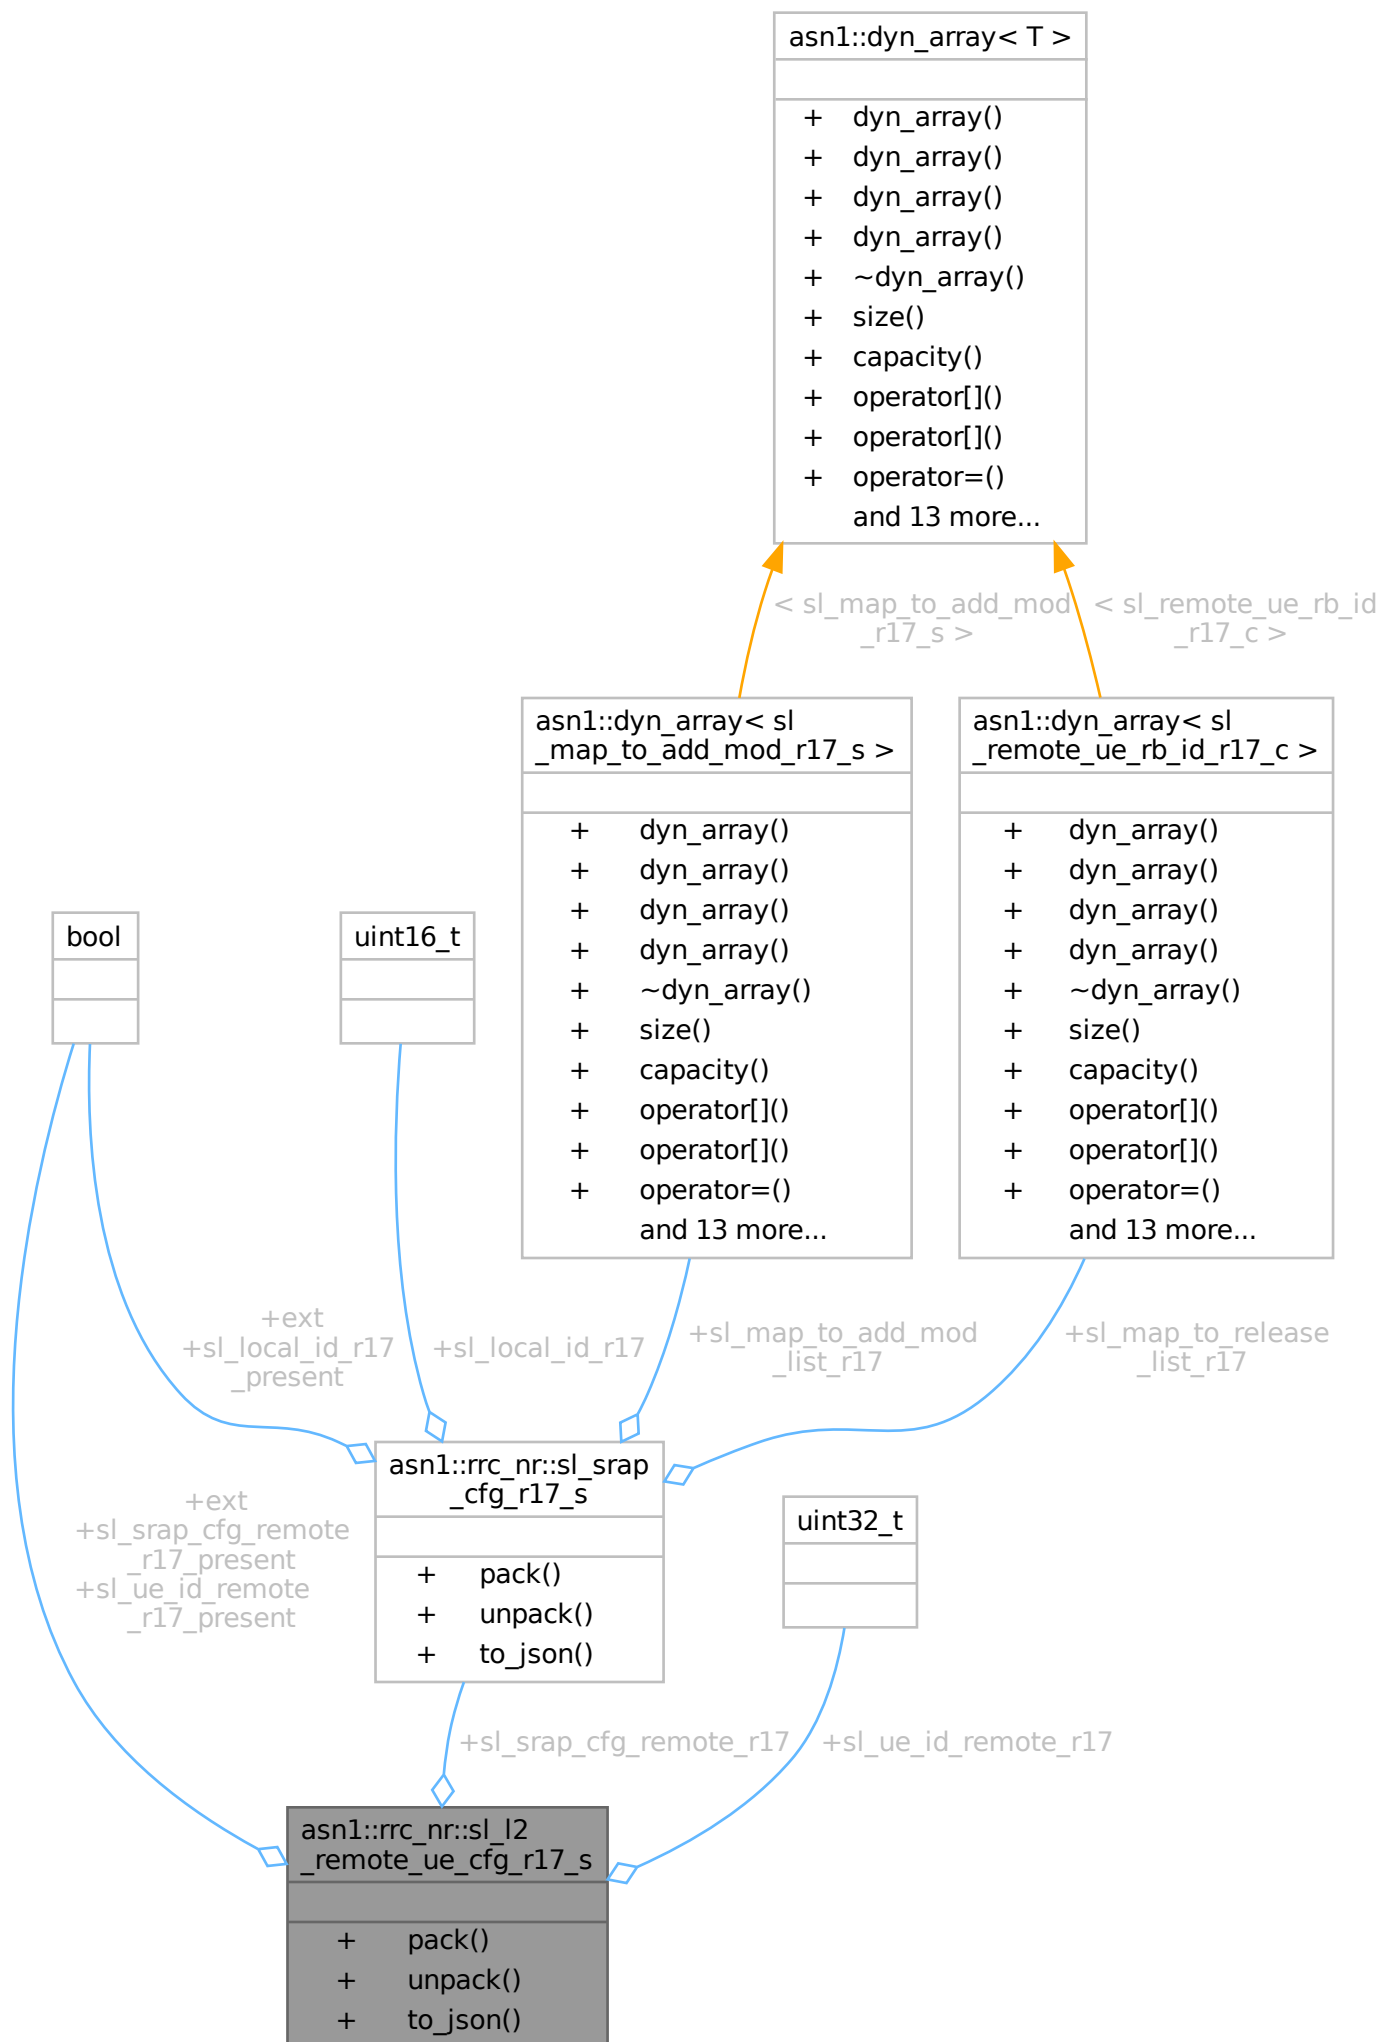 asn1::dyn_array< T >
+ dyn_array()
+ dyn_array()
+ dyn_array()
+ dyn_array()
+ ~dyn_array()
+ size()
+ capacity()
+ operator[]()
+ operator[]()
+ operator=()
and 13 more...
< sl_map_to_add_mod
_r17_s >
< sl_remote_ue_rb_id
_r17_c >
asn1::dyn_array< sl
_map_to_add_mod_r17_s >
+ dyn_array()
+ dyn_array()
+ dyn_array()
+ dyn_array()
+ ~dyn_array()
+ size()
+ capacity()
+ operator[]()
+ operator[]()
+ operator=()
and 13 more...
asn1::dyn_array< sl
_remote_ue_rb_id_r17_c >
+ dyn_array()
+ dyn_array()
+ dyn_array()
+ dyn_array()
+ ~dyn_array()
+ size()
+ capacity()
+ operator[]()
+ operator[]()
+ operator=()
and 13 more...
bool
uint16_t
+ext
+sl_local_id_r17
_present
+sl_local_id_r17
+sl_map_to_add_mod
_list_r17
+sl_map_to_release
_list_r17
asn1::rrc_nr::sl_srap
_cfg_r17_s
+ pack()
+ unpack()
+ to_json()
+ext
+sl_srap_cfg_remote
_r17_present
+sl_ue_id_remote
_r17_present
uint32_t
+sl_srap_cfg_remote_r17
+sl_ue_id_remote_r17
asn1::rrc_nr::sl_l2
_remote_ue_cfg_r17_s
+ pack()
+ unpack()
+ to_json()